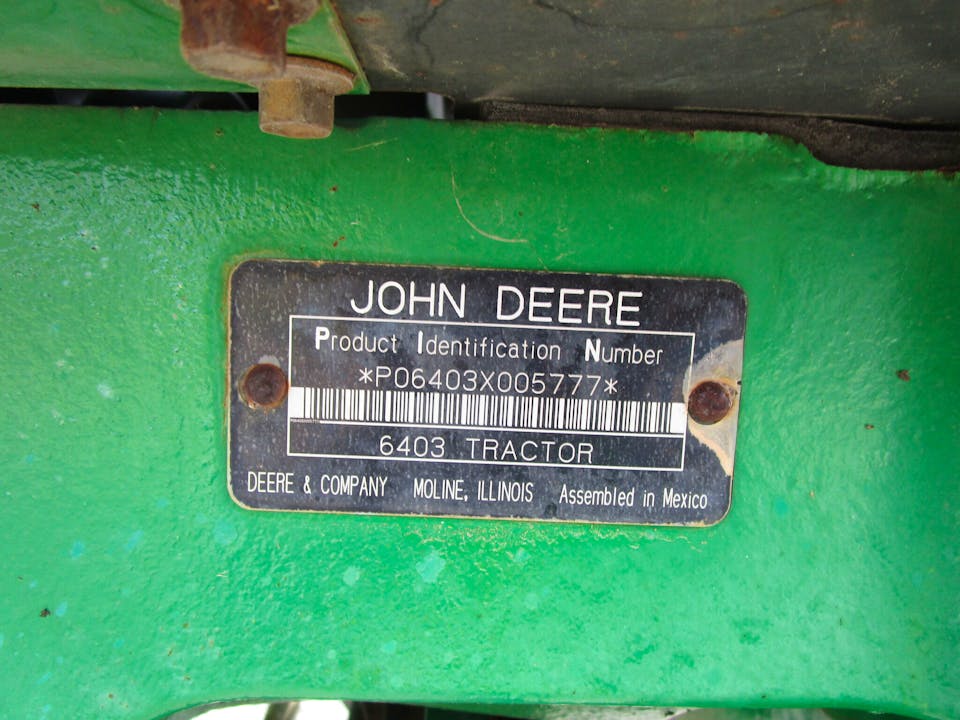 JOHN DEERE
Product Identification Number
*P06403X005777*
6403 TRACTOR
DEERE & COMPANY MOLINE, ILLINOIS Assembled in Mexico